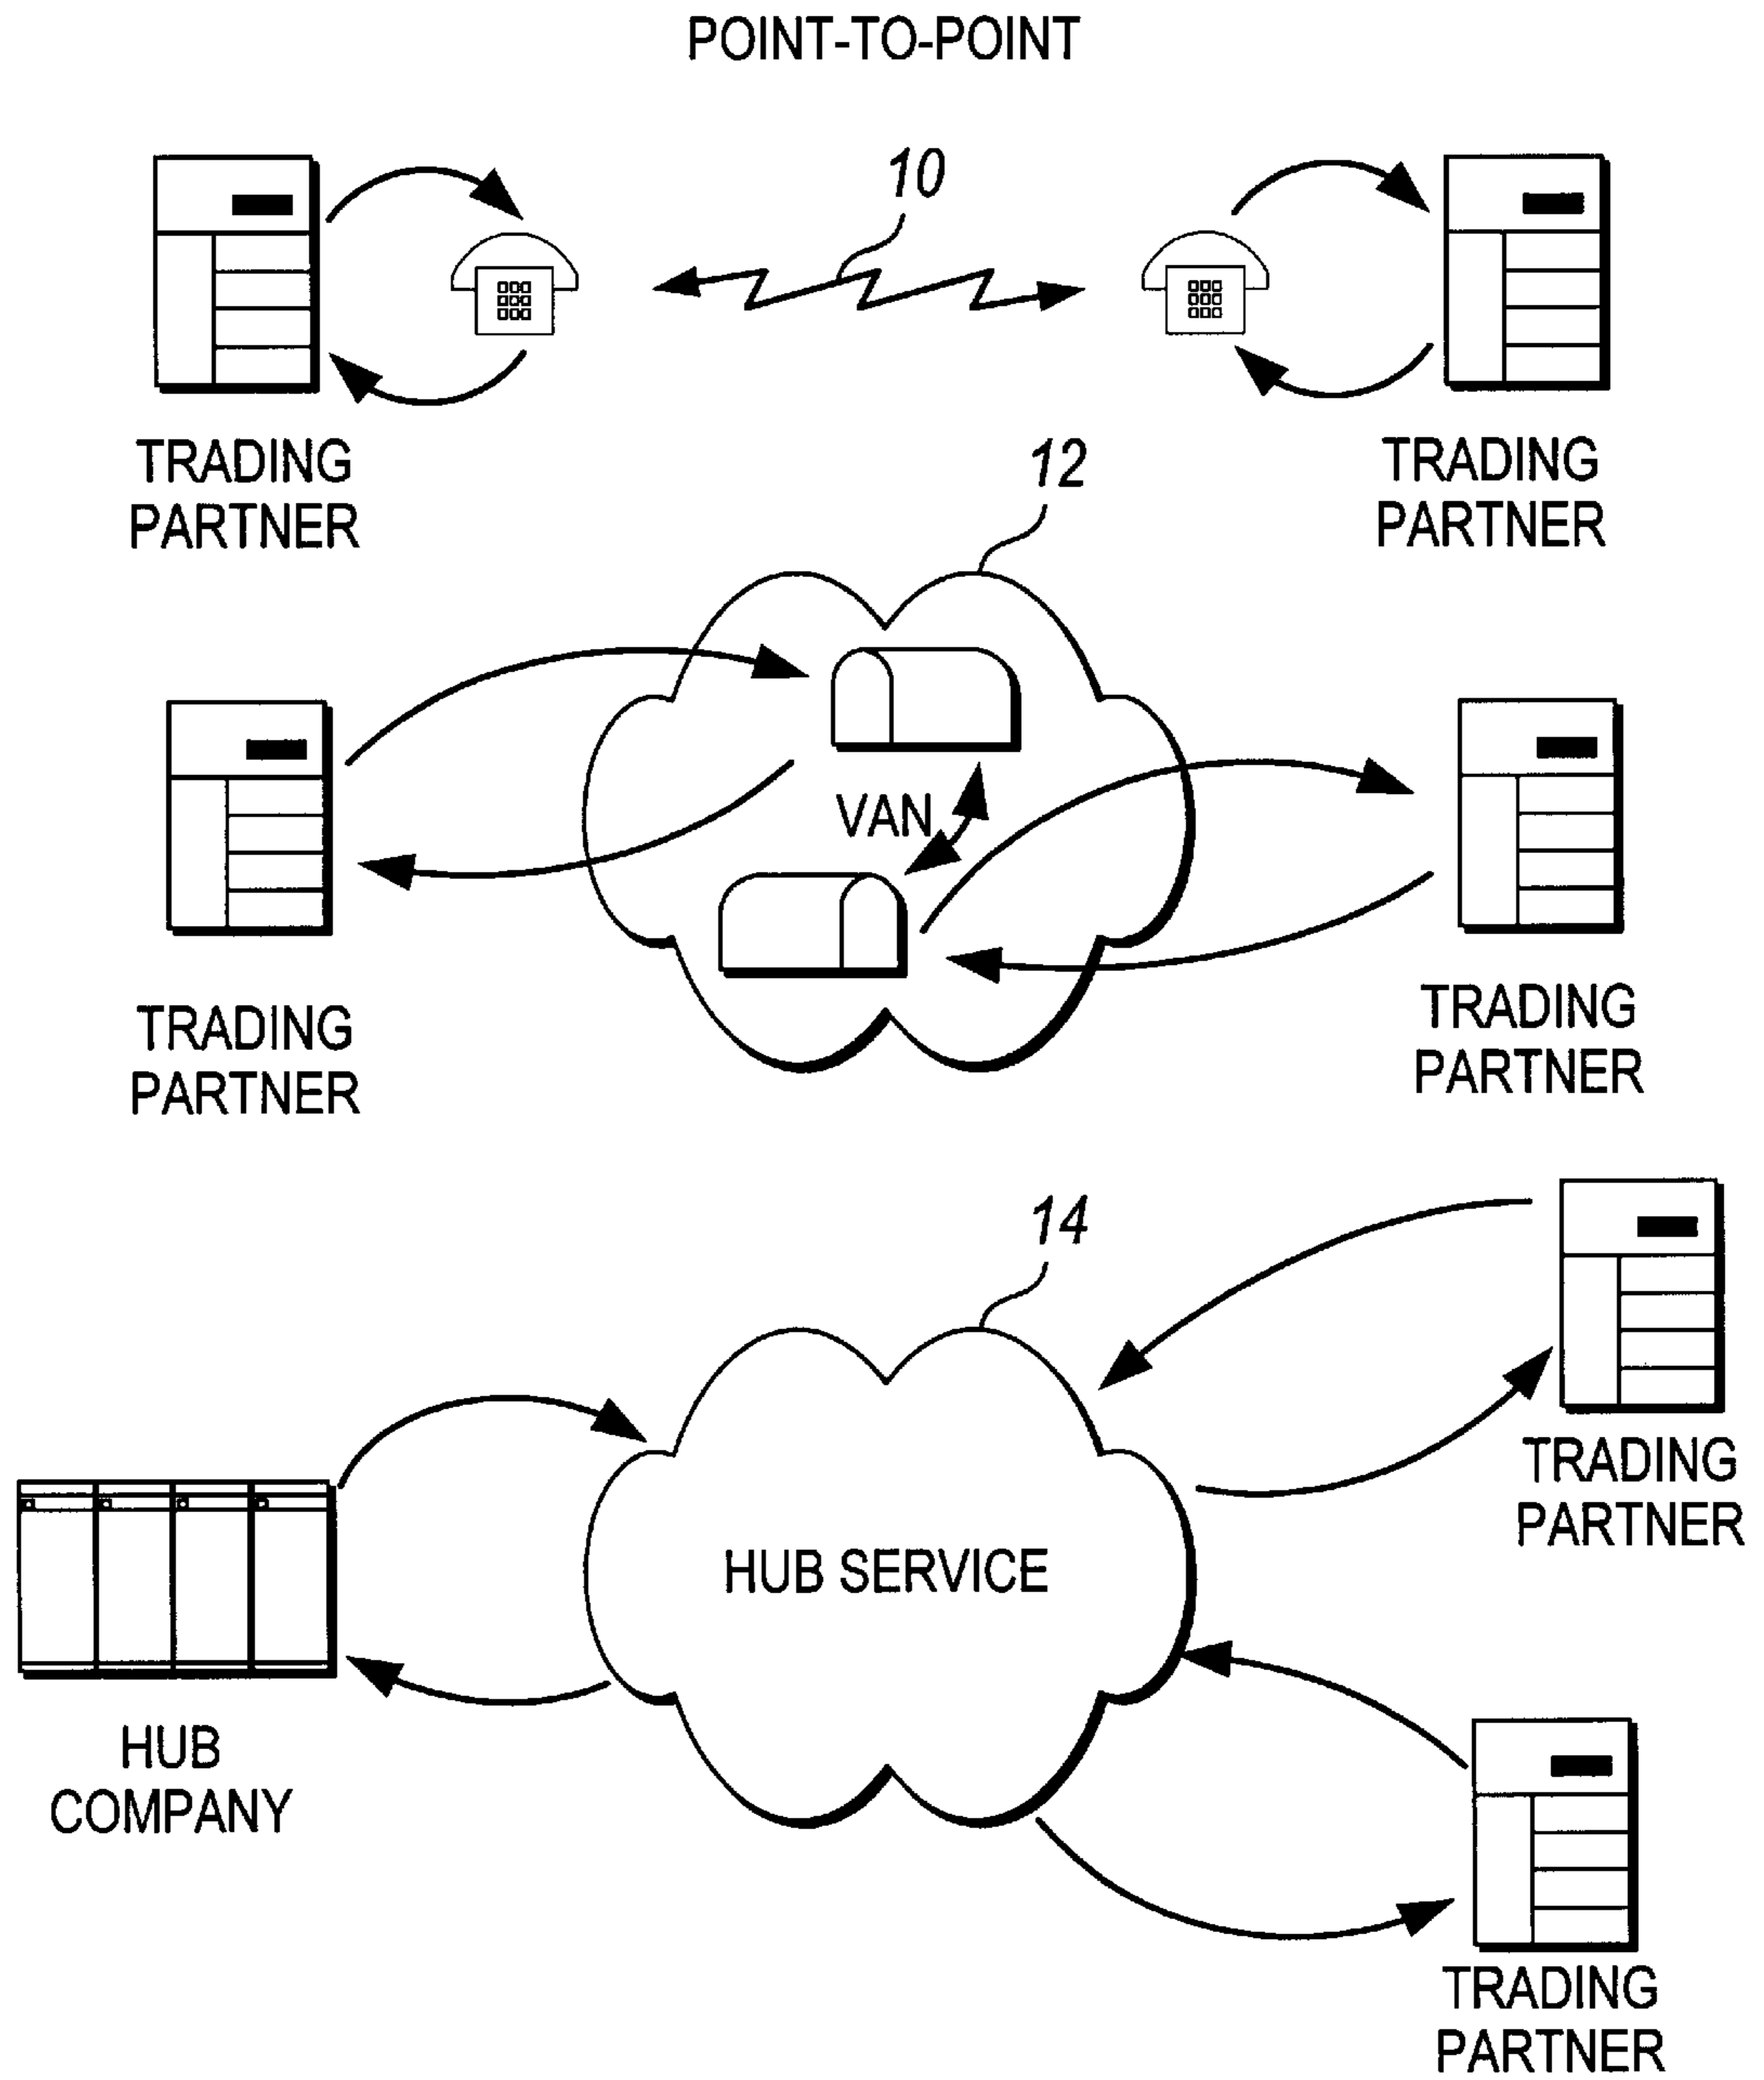 POINT-TO-POINT
10
TRADING
PARTNER
TRADING
PARTNER
12
VAN
TRADING
PARTNER
TRADING
PARTNER
14
TRADING
PARTNER
HUB SERVICE
HUB
COMPANY
TRADING
PARTNER